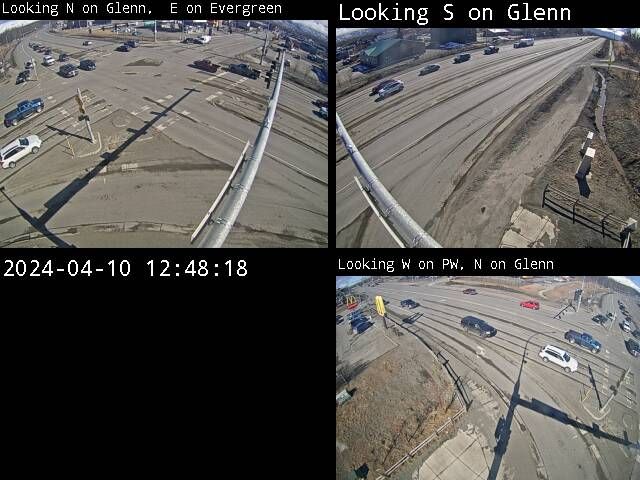 Looking N on Glenn, E on Evergreen
Looking S on Glenn
2024-04-10 12:48:18
Looking W on PW, N on Glenn